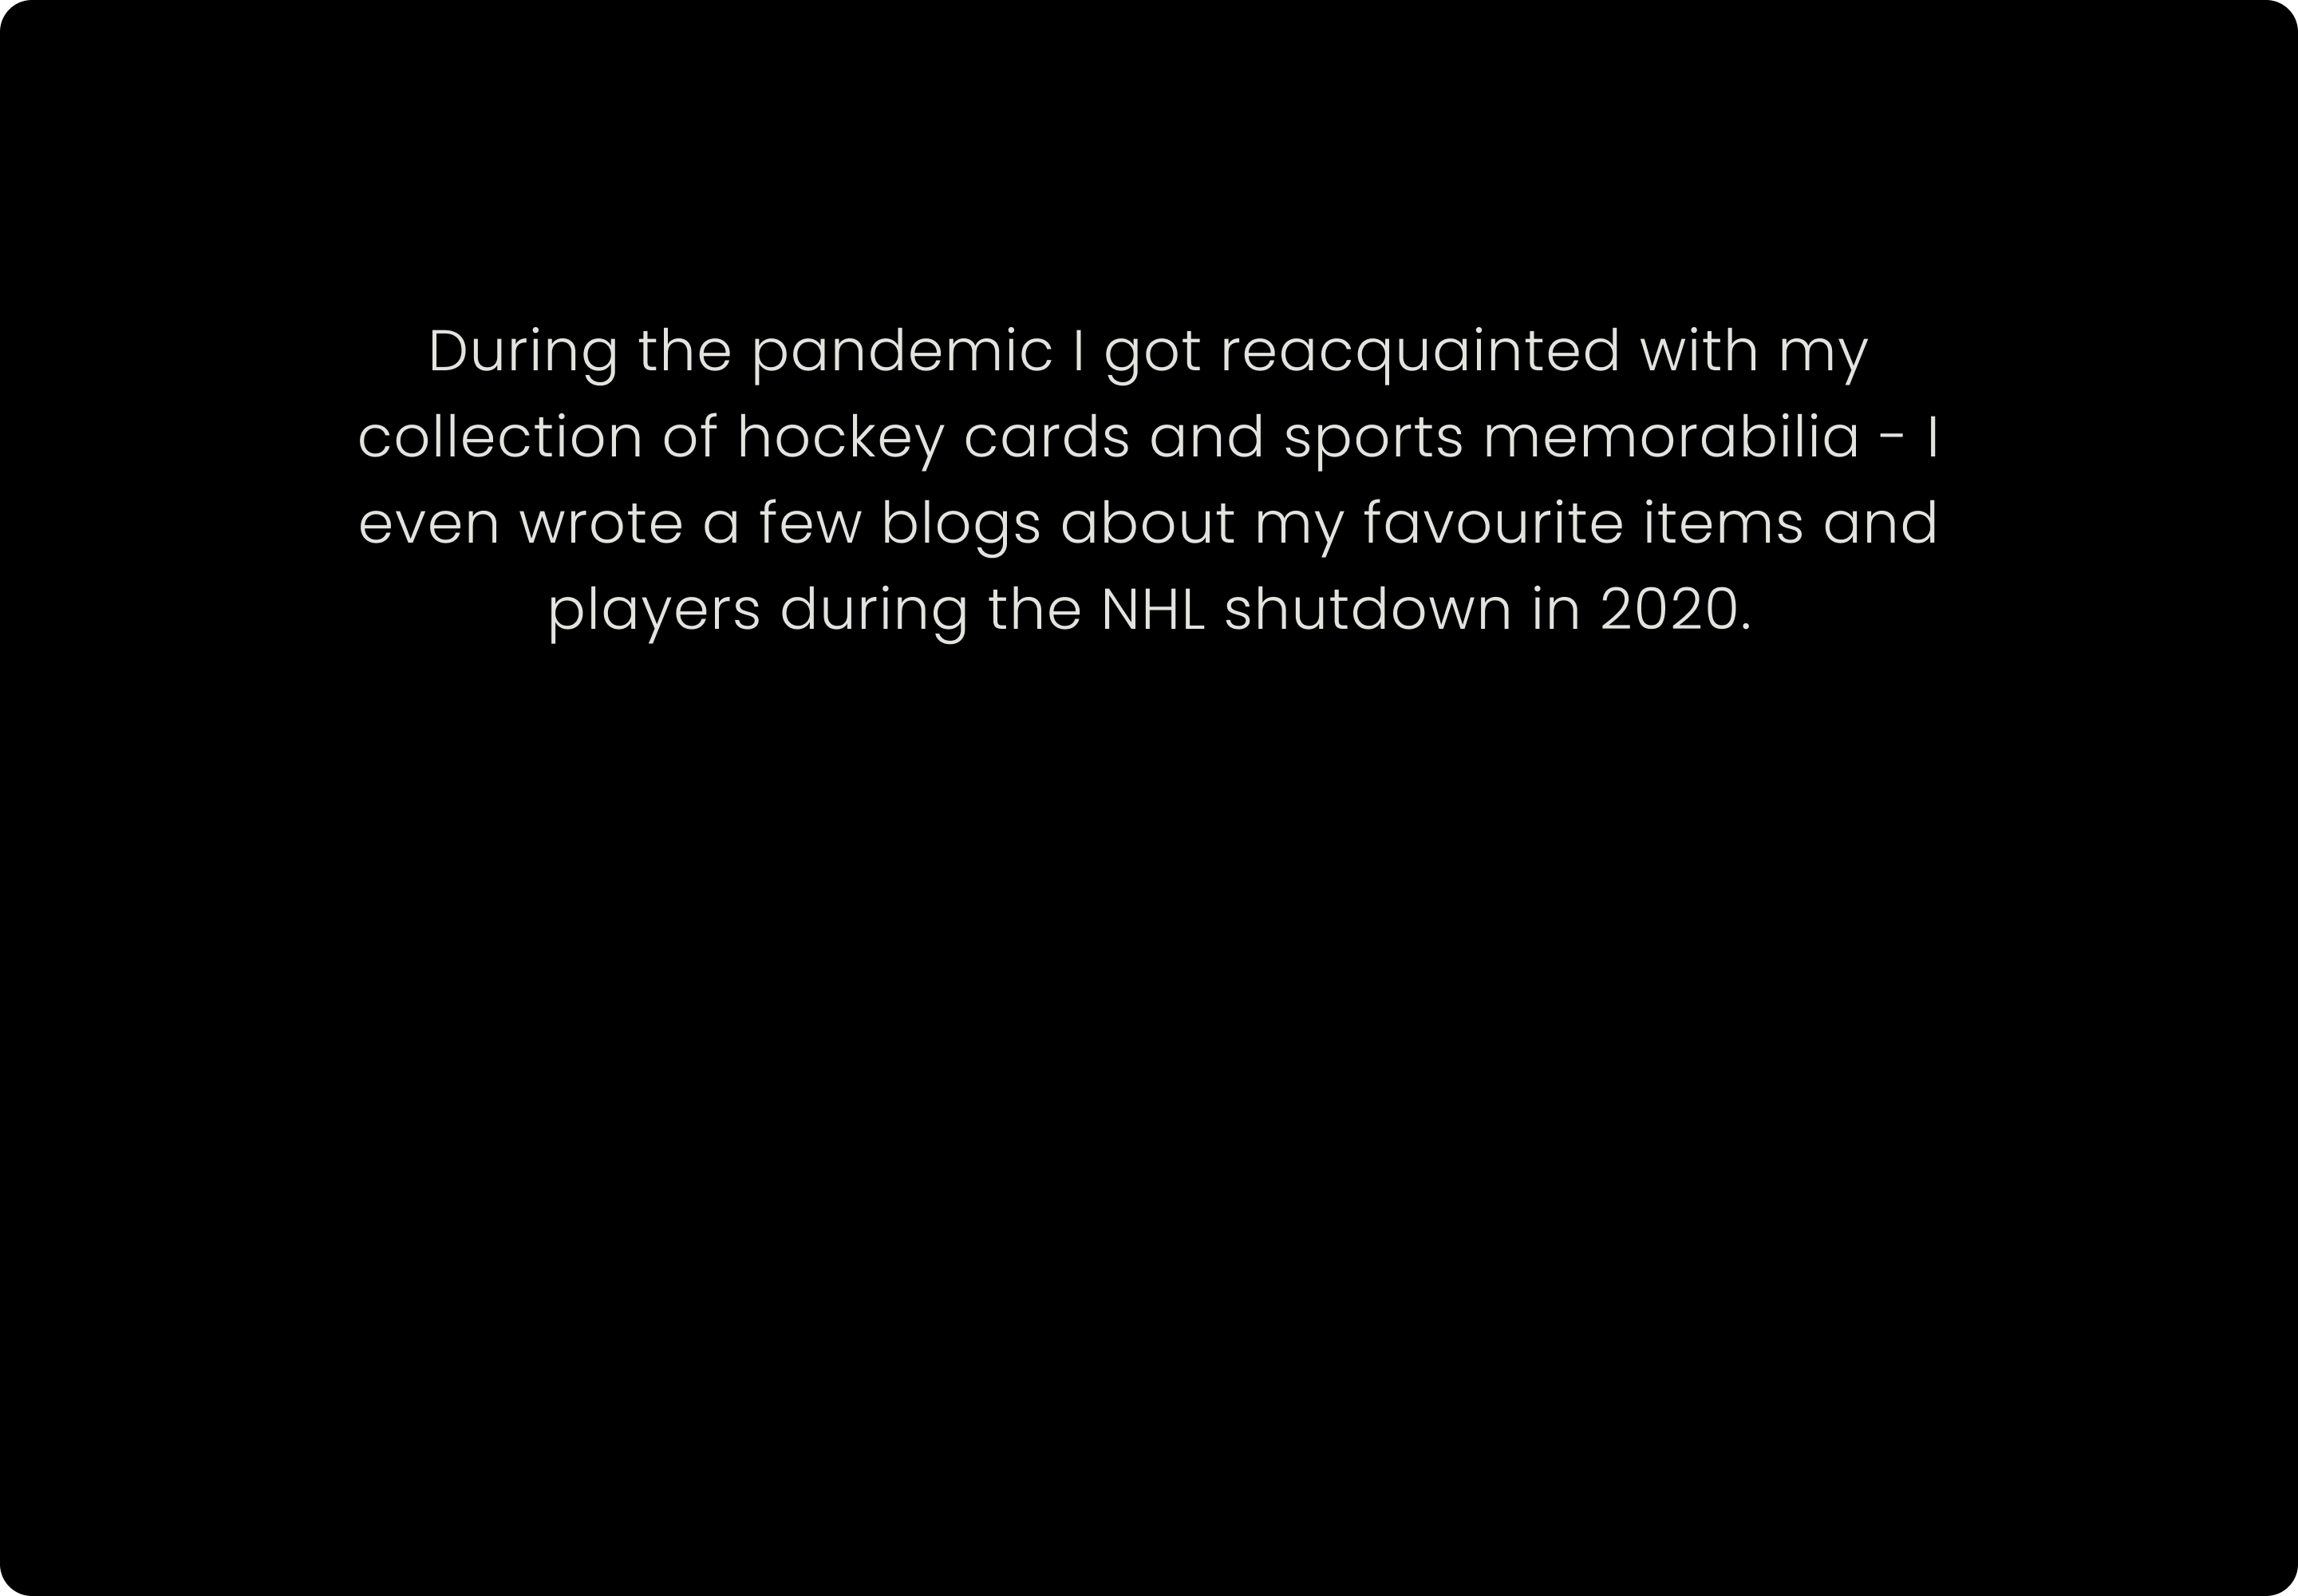 During the pandemic I got reacquainted with my
collection of hockey cards and sports memorabilia - I
even wrote a few blogs about my favourite items and
players during the NHL shutdown in 2020.